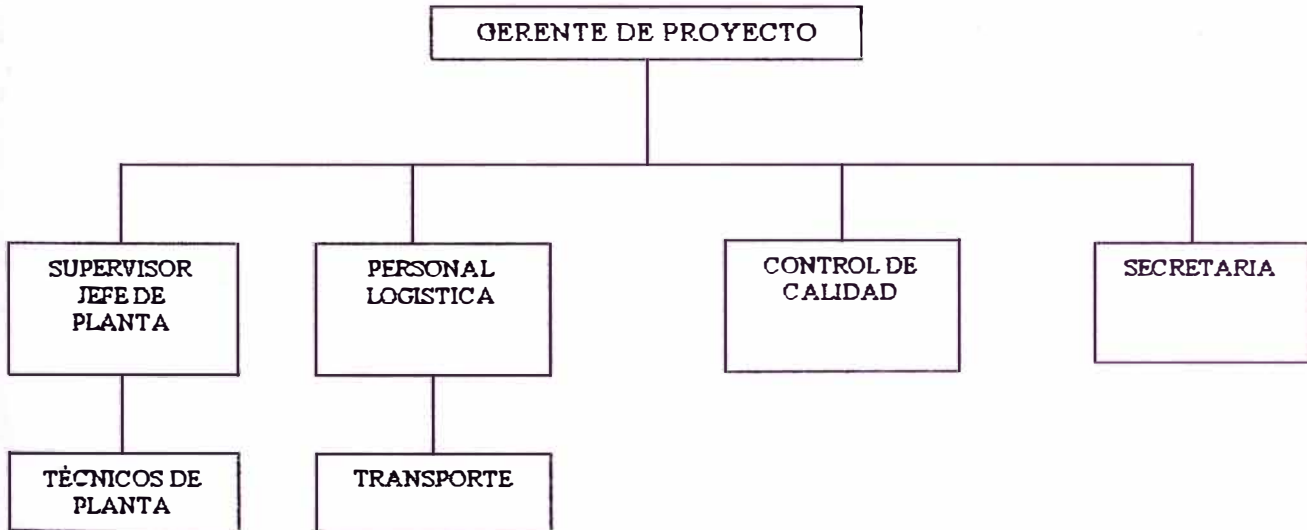 GERENTE DE PROYECTO
SUPERVISOR
JEFE DE
PLANTA
PERSONAL
LOGISTICA
CONTROL DE
CALIDAD
SECRETARIA
TÉCNICOS DE
PLANTA
TRANSPORTE